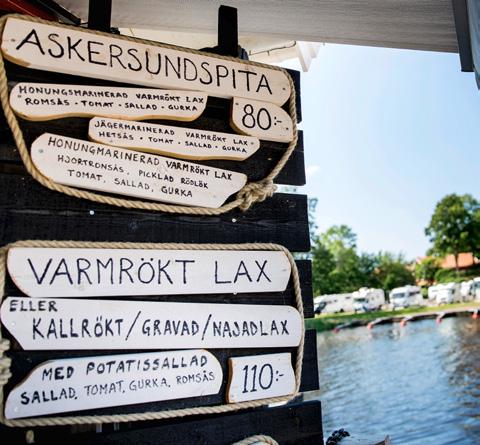 ASKERSUNDSPITA
HONUNGSMARINERAD VARMRÖKT LAX
ROMSÅS · TOMAT · SALLAD · GURKA
80:-
JÄGERMARINERAD VARMRÖKT LAX
HETSÅS · TOMAT · SALLAD · GURKA
HONUNGMARINERAD VARMRÖKT LAX
HJORTRONSÅS, PICKLAD RÖDLÖK
TOMAT, SALLAD, GURKA
VARMRÖKT LAX
ELLER
KALLRÖKT/GRAVAD/NAJADLAX
MED POTATISSALLAD
SALLAD, TOMAT, GURKA, ROMSÅS
110:-